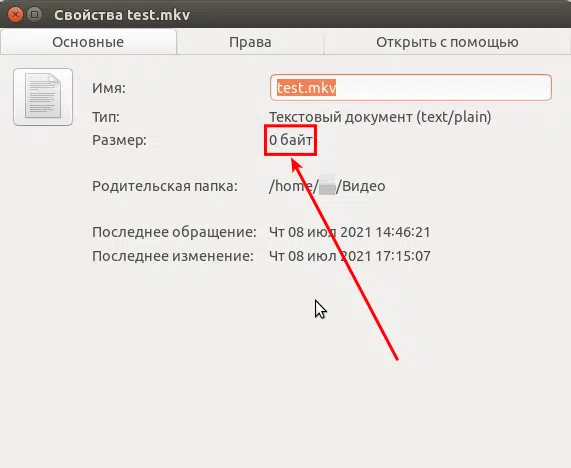 Свойства test.mkv
Основные Права Открыть с помощью
Имя: test.mkv
Тип: Текстовый документ (text/plain)
Размер: 0 байт
Родительская папка: /home/ /Видео
Последнее обращение: Чт 08 июл 2021 14:46:21
Последнее изменение: Чт 08 июл 2021 17:15:07